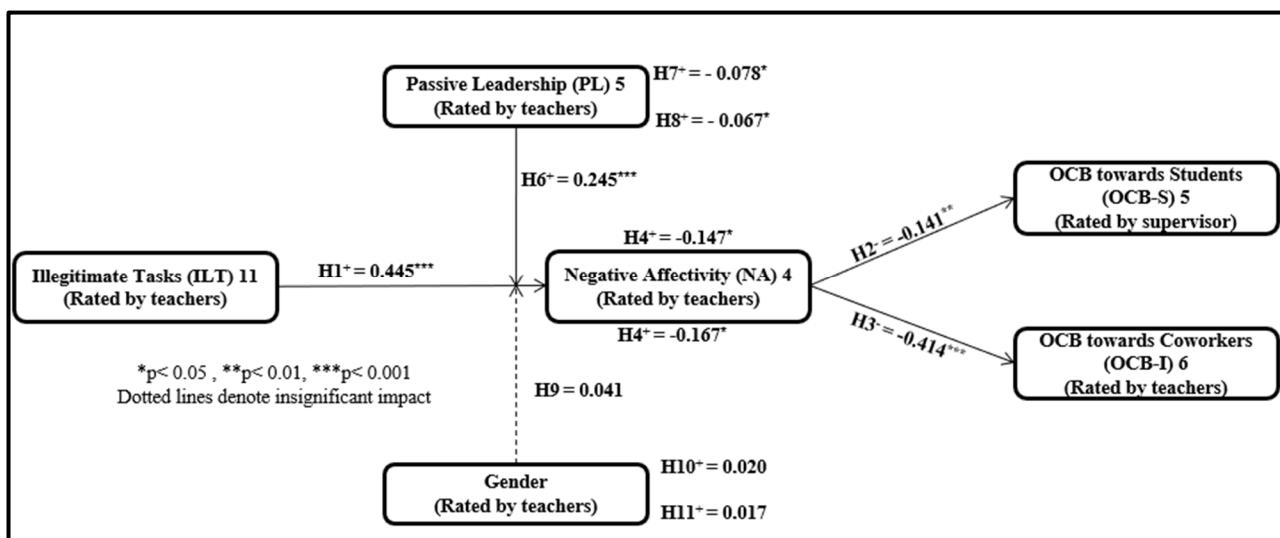 Passive Leadership (PL) 5
(Rated by teachers)
H7⁺ = - 0.078*
H8⁺ = - 0.067*
H6⁺ = 0.245***
OCB towards Students
(OCB-S) 5
(Rated by supervisor)
H2⁻ = -0.141**
H4⁺ = -0.147*
Illegitimate Tasks (ILT) 11
(Rated by teachers)
H1⁺ = 0.445***
Negative Affectivity (NA) 4
(Rated by teachers)
H4⁺ = -0.167*
H3⁻ = -0.414***
OCB towards Coworkers
(OCB-I) 6
(Rated by teachers)
*p< 0.05 , **p< 0.01, ***p< 0.001
Dotted lines denote insignificant impact
H9 = 0.041
Gender
(Rated by teachers)
H10⁺ = 0.020
H11⁺ = 0.017